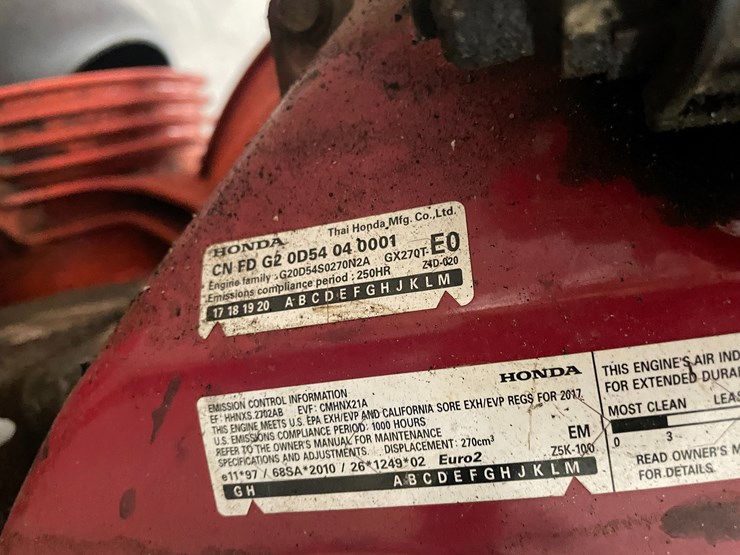 HONDA Thai Honda Mfg. Co.,Ltd.
CN FD G2 0D54 04 0001 E0
Engine family : G20D54S0270N2A GX270T-
Emissions compliance period : 250HR Z4D-020
17 18 19 20 A B C D E F G H J K L M
HONDA
EMISSION CONTROL INFORMATION
EF: HHNXS.2702AB EVF: CMHNX21A
THIS ENGINE MEETS U.S. EPA EXH/EVP AND CALIFORNIA SORE EXH/EVP REGS FOR 2017.
U.S. EMISSIONS COMPLIANCE PERIOD: 1000 HOURS
REFER TO THE OWNER'S MANUAL FOR MAINTENANCE
SPECIFICATIONS AND ADJUSTMENTS. DISPLACEMENT: 270cm³ EM
e11*97 / 68SA*2010 / 26*1249*02 Euro2 Z5K-100
G H A B C D E F G H J K L M
THIS ENGINE'S AIR IND
FOR EXTENDED DURA
MOST CLEAN LEAS
0 3
READ OWNER'S M
FOR DETAILS.